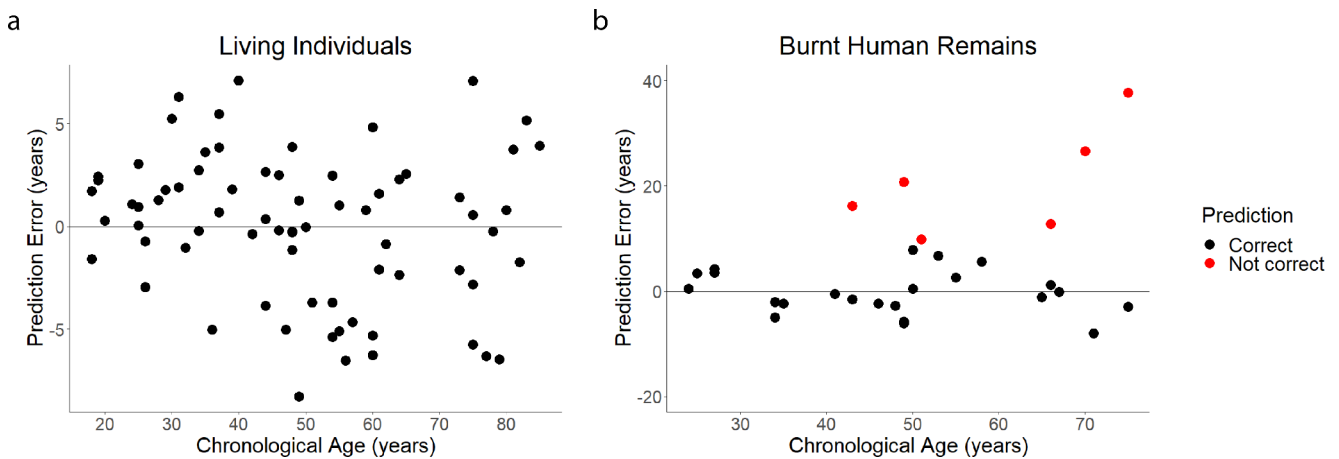 a
Living Individuals
Prediction Error (years)
5
0
-5
20 30 40 50 60 70 80
Chronological Age (years)
b
Burnt Human Remains
Prediction Error (years)
40
20
0
-20
30 50 70
Chronological Age (years)
Prediction
Correct
Not correct